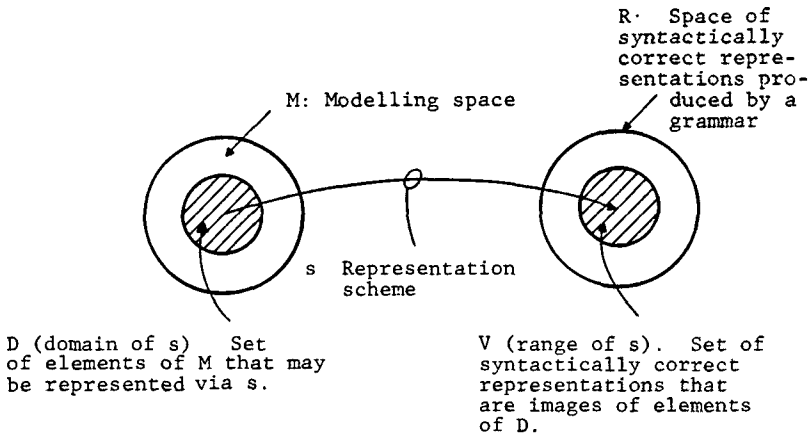 R· Space of
syntactically
correct repre-
sentations pro-
duced by a
grammar
M: Modelling space
s Representation
scheme
D (domain of s) Set
of elements of M that may
be represented via s.
V (range of s). Set of
syntactically correct
representations that
are images of elements
of D.